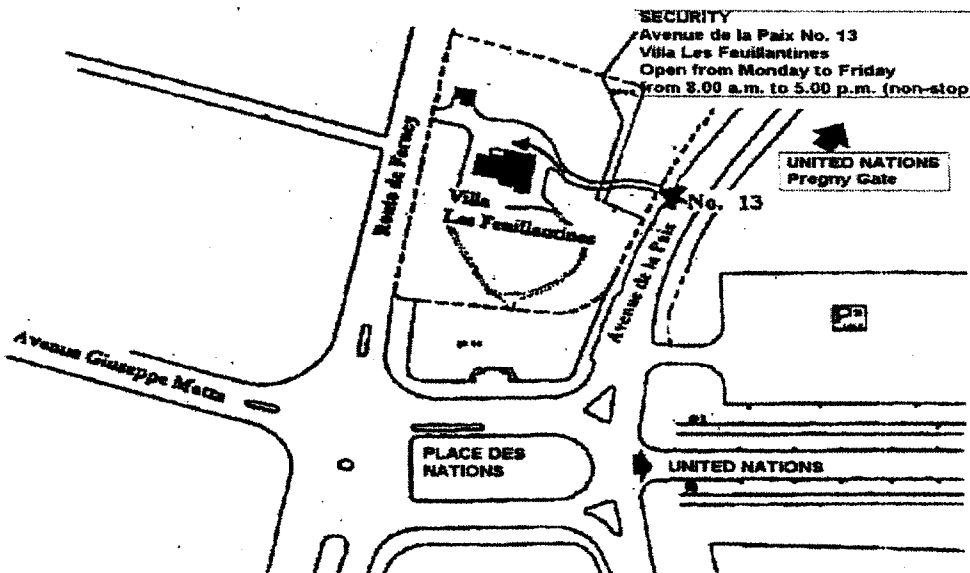 SECURITY
Avenue de la Paix No. 13
Villa Les Feuillantines
Open from Monday to Friday
from 8.00 a.m. to 5.00 p.m. (non-stop
UNITED NATIONS
Pregny Gate
No. 13
Route de Ferney
Villa
Les Feuillantines
Avenue de la Paix
Avenue Giuseppe Motta
PLACE DES
NATIONS
UNITED NATIONS